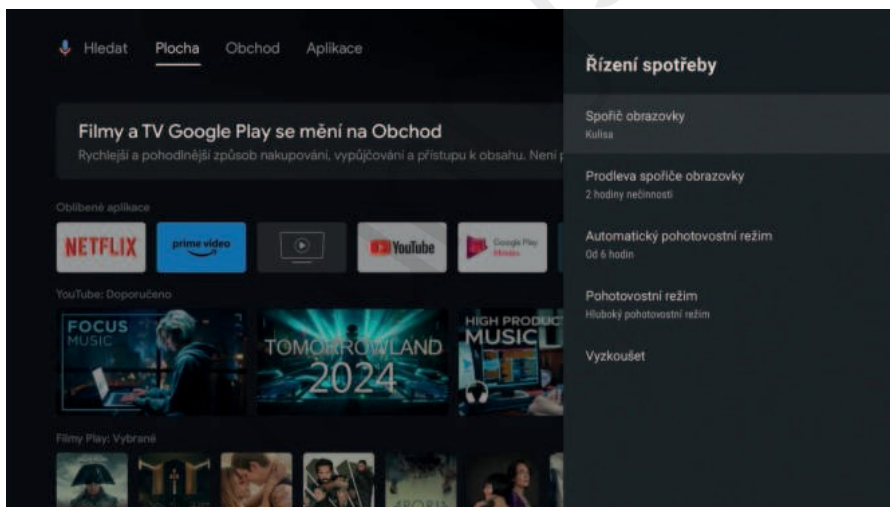 Hledat Plocha Obchod Aplikace
Filmy a TV Google Play se mění na Obchod
Rychlejší a pohodlnější způsob nakupování, vypůjčování a přístupu k obsahu. Není
Oblíbené aplikace
NETFLIX
prime video
YouTube
Google Play
Movies
YouTube: Doporučeno
FOCUS
MUSIC
TOMORROWLAND
2024
HIGH PRODUC
MUSIC
Filmy Play: Vybrané
Řízení spotřeby
Spořič obrazovky
Kulisa
Prodleva spořiče obrazovky
2 hodiny nečinnosti
Automatický pohotovostní režim
Od 6 hodin
Pohotovostní režim
Hluboký pohotovostní režim
Vyzkoušet